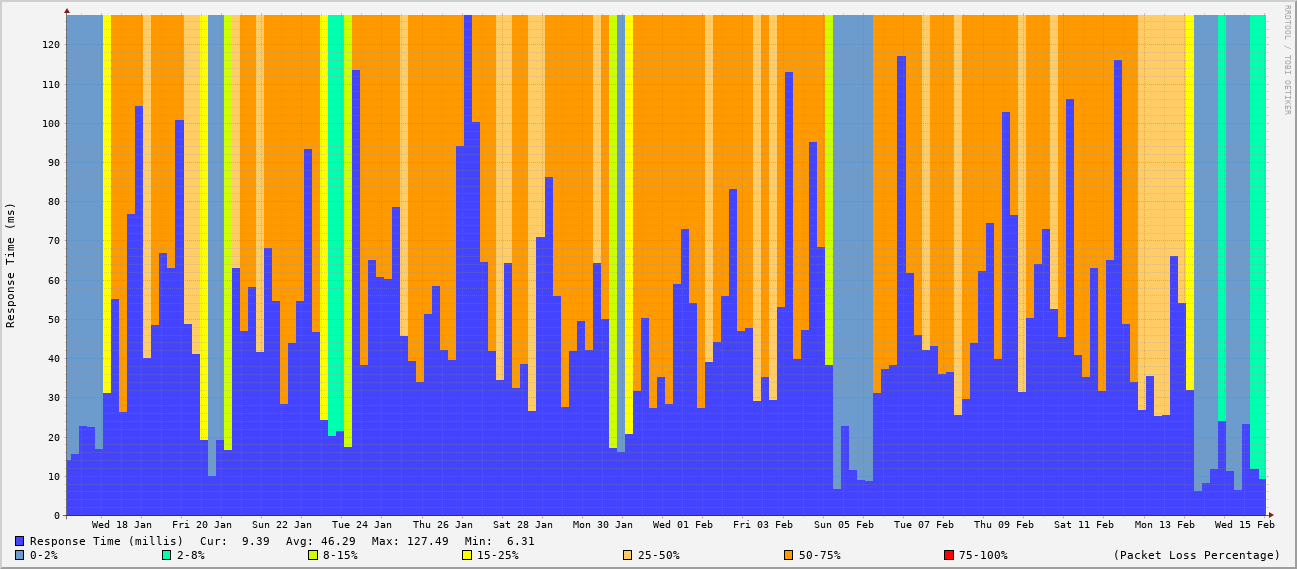 RRDTOOL / TOBI OETIKER
Response Time (ms)
120
110
100
90
80
70
60
50
40
30
20
10
0
Wed 18 Jan Fri 20 Jan Sun 22 Jan Tue 24 Jan Thu 26 Jan Sat 28 Jan Mon 30 Jan Wed 01 Feb Fri 03 Feb Sun 05 Feb Tue 07 Feb Thu 09 Feb Sat 11 Feb Mon 13 Feb Wed 15 Feb
Response Time (millis) Cur: 9.39 Avg: 46.29 Max: 127.49 Min: 6.31
0-2% 2-8% 8-15% 15-25% 25-50% 50-75% 75-100% (Packet Loss Percentage)